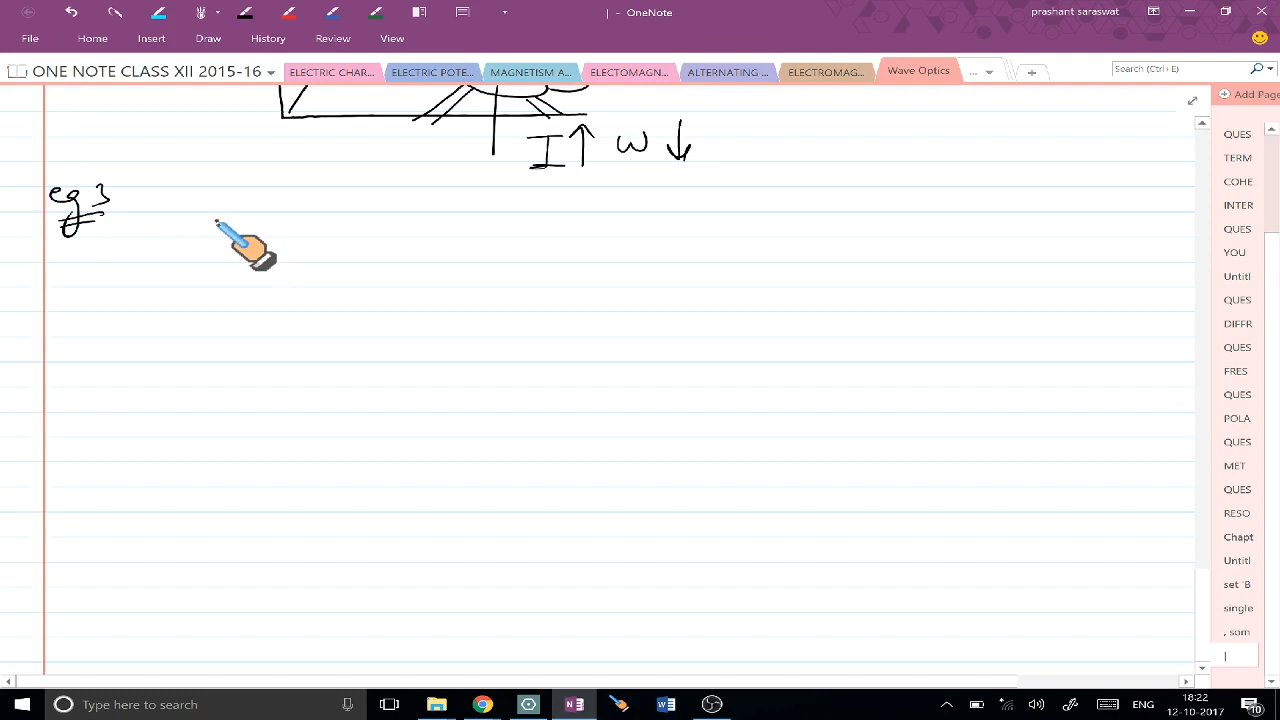 | - OneNote
prashant saraswat
File Home Insert Draw History Review View
ONE NOTE CLASS XII 2015-16
ELECTRIC CHAR...
ELECTRIC POTE...
MAGNETISM A...
ELECTOMAGN...
ALTERNATING ...
ELECTROMAG...
Wave Optics
...
Search (Ctrl+E)
Add Page
I↑ ω↓
eg 3
QUES
TERM
COHE
INTER
QUES
YOU
Untitl
QUES
DIFFR
QUES
FRES
QUES
POLA
QUES
MET
QUES
RESO
Chapt
Untitl
set 'B
single
, som
Type here to search
ENG
18:22
12-10-2017
10